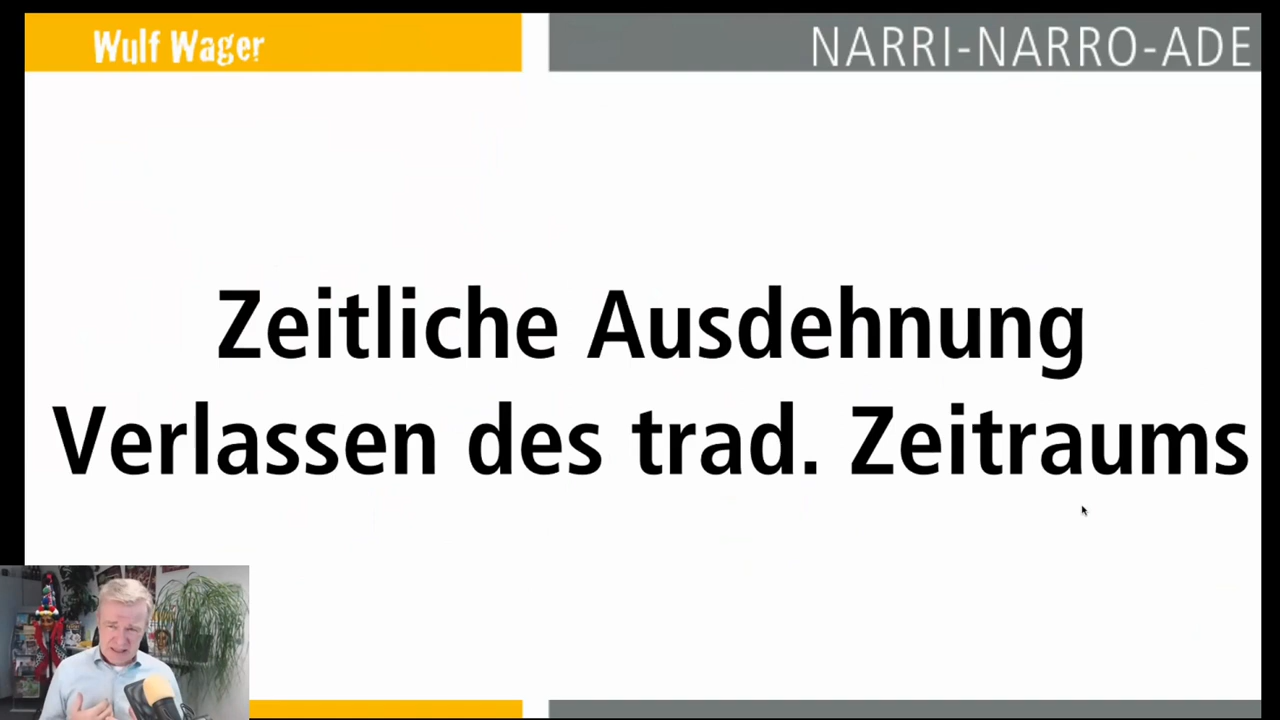 Wulf Wager
NARRI-NARRO-ADE
Zeitliche Ausdehnung
Verlassen des trad. Zeitraums